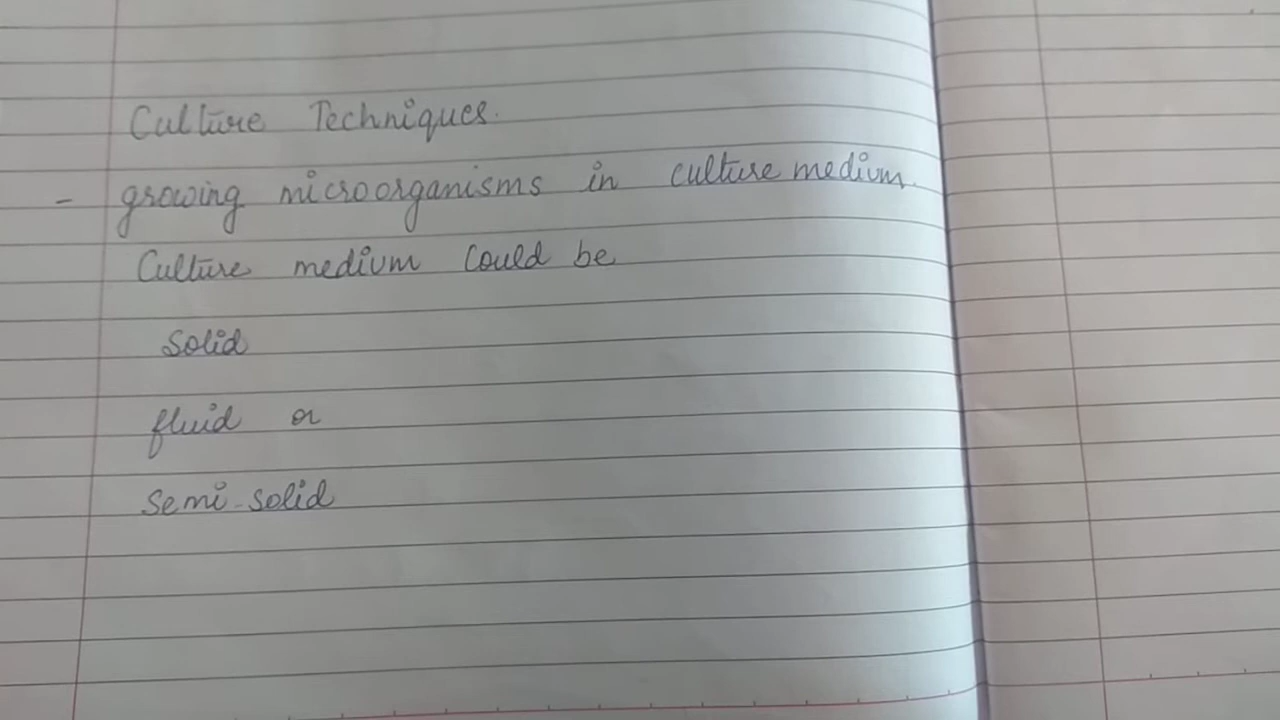 Culture Techniques.
- growing microorganisms in culture medium.
Culture medium could be
Solid
fluid or
Semi-solid